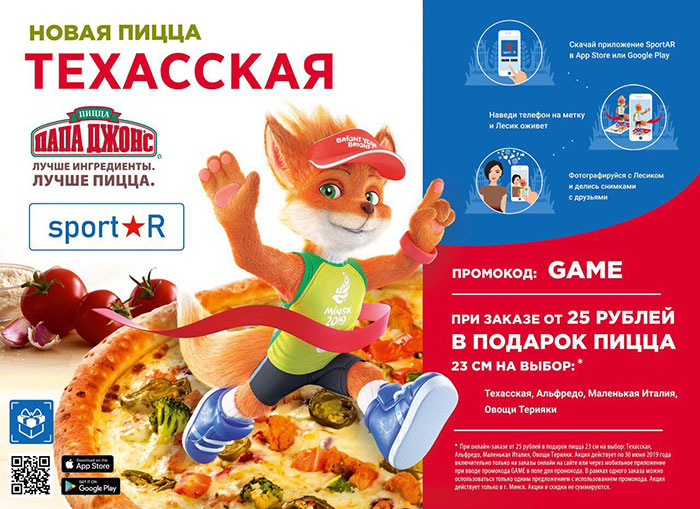 НОВАЯ ПИЦЦА
ТЕХАССКАЯ
ПИЦЦА
ПАПА ДЖОНС
ЛУЧШЕ ИНГРЕДИЕНТЫ.
ЛУЧШЕ ПИЦЦА.
sport★R
BRIGHT YEAR
BRIGHT
MINSK
2019
Download on the
App Store
GET IT ON
Google Play
Скачай приложение SportAR
в App Store или Google Play
Наведи телефон на метку
и Лесик оживет
Фотографируйся с Лесиком
и делись снимками
с друзьями
ПРОМОКОД: GAME
ПРИ ЗАКАЗЕ ОТ 25 РУБЛЕЙ
В ПОДАРОК ПИЦЦА
23 СМ НА ВЫБОР:*
Техасская, Альфредо, Маленькая Италия,
Овощи Терияки
* При онлайн-заказе от 25 рублей в подарок пицца 23 см на выбор: Техасская,
Альфредо, Маленькая Италия, Овощи Терияки. Акция действует по 30 июня 2019 года
включительно только на заказы онлайн на сайте или через мобильное приложение
при вводе промокода GAME в поле для промокода. В рамках одного заказа можно
воспользоваться только одним предложением с использованием промокода. Акция
действует только в г. Минск. Акции и скидки не суммируются.